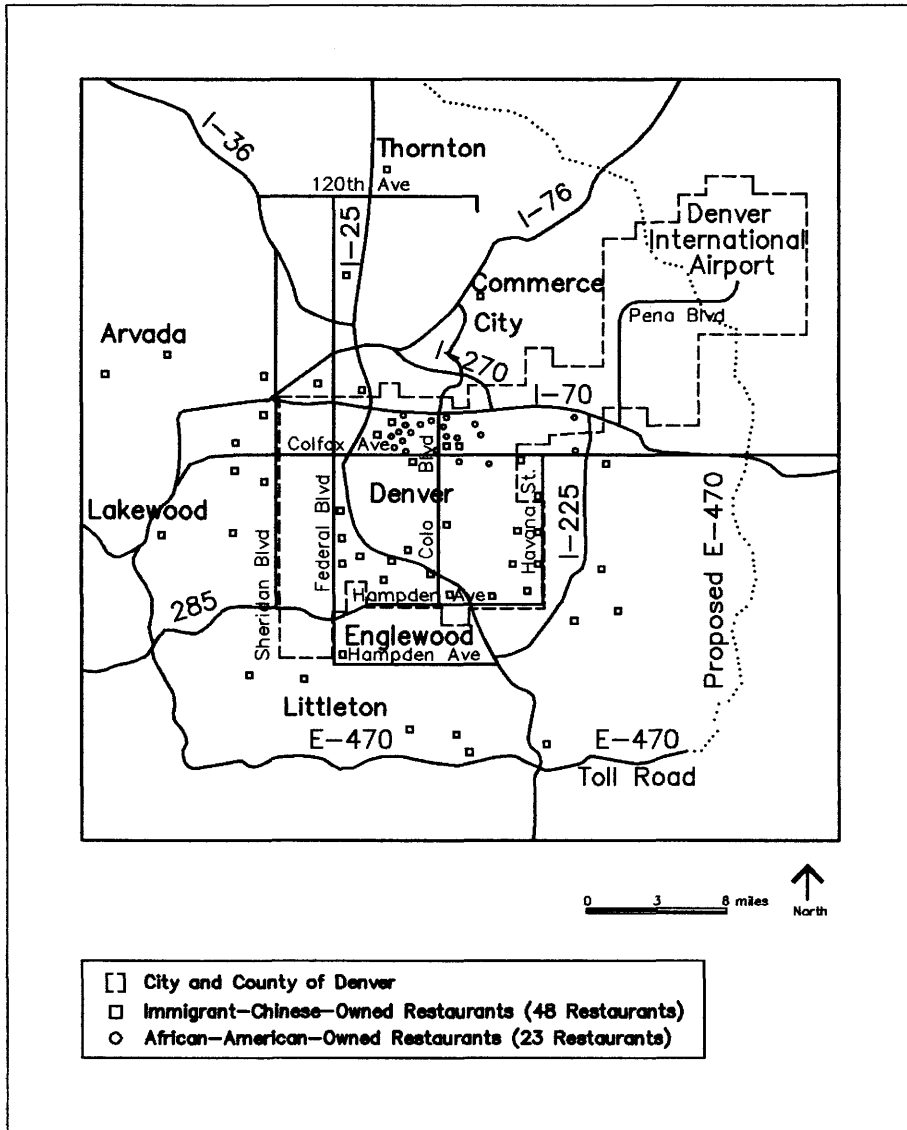 I-36
Thornton
120th Ave
I-25
I-76
Denver
International
Airport
Commerce
City
Pena Blvd
Arvada
I-270
I-70
Colfax Ave
Blvd
Denver
Lakewood
Federal Blvd
Colo
Havana St.
I-225
Sheridan Blvd
285
Hampden Ave
Englewood
Hampden Ave
Proposed E-470
Littleton
E-470
E-470
Toll Road
0 3 8 miles
North
City and County of Denver
Immigrant-Chinese-Owned Restaurants (48 Restaurants)
African-American-Owned Restaurants (23 Restaurants)